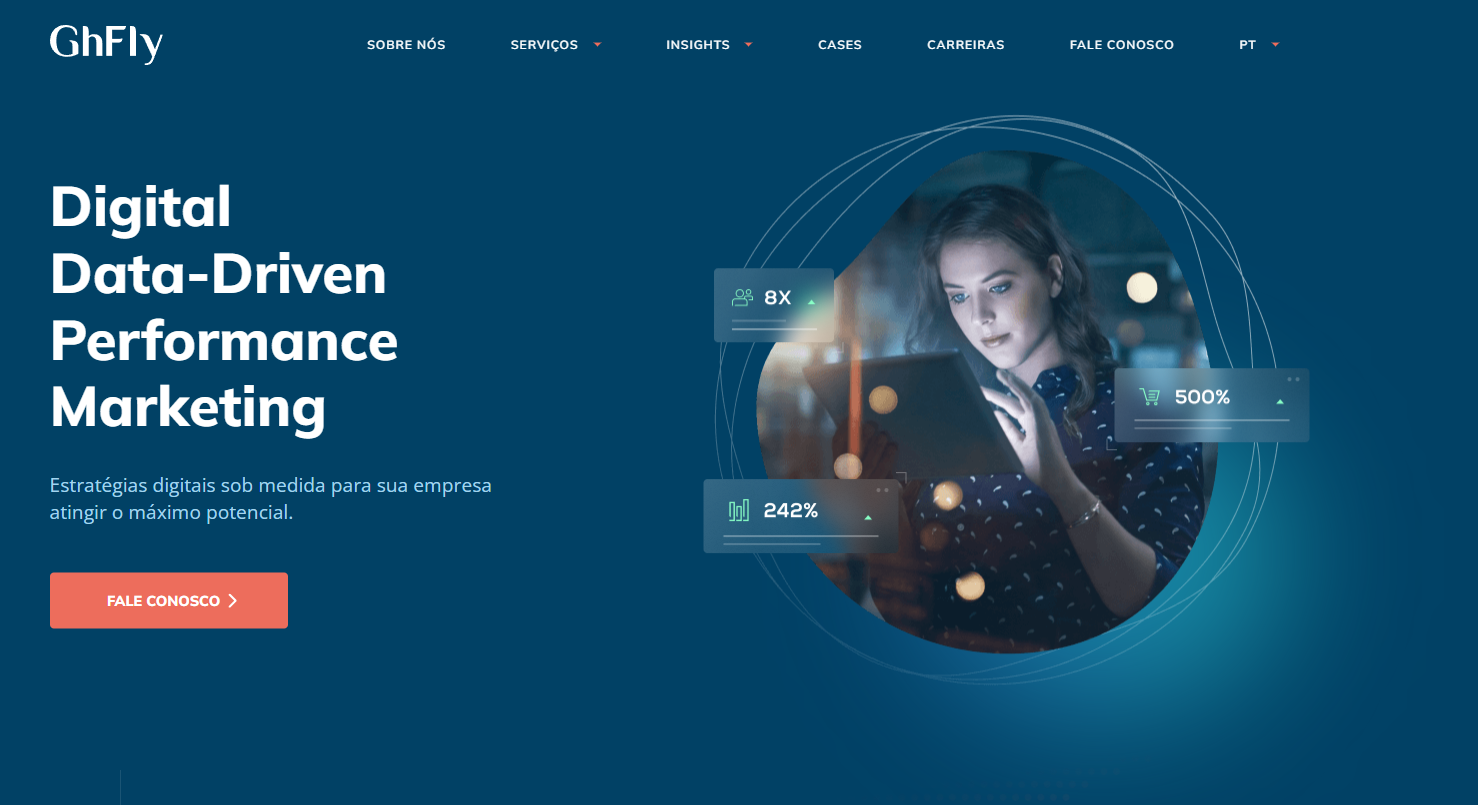 GhFly
SOBRE NÓS SERVIÇOS INSIGHTS CASES CARREIRAS FALE CONOSCO PT
Digital
Data-Driven
Performance
Marketing
Estratégias digitais sob medida para sua empresa
atingir o máximo potencial.
FALE CONOSCO
8X
500%
242%